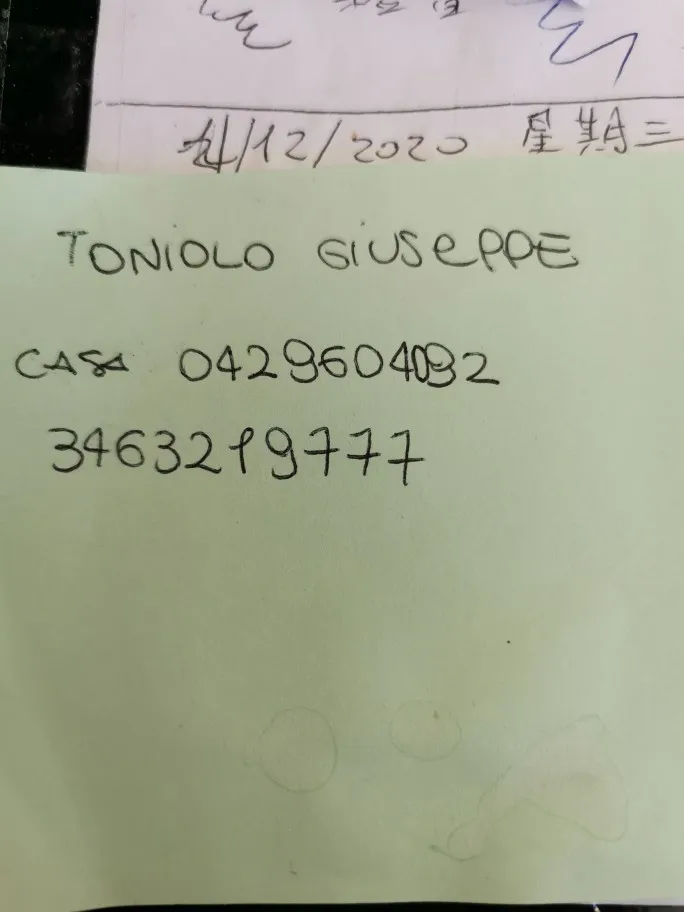 /12/2020 星期三
TONIOLO GIUSEPPE
CASA 0429604092
3463219777